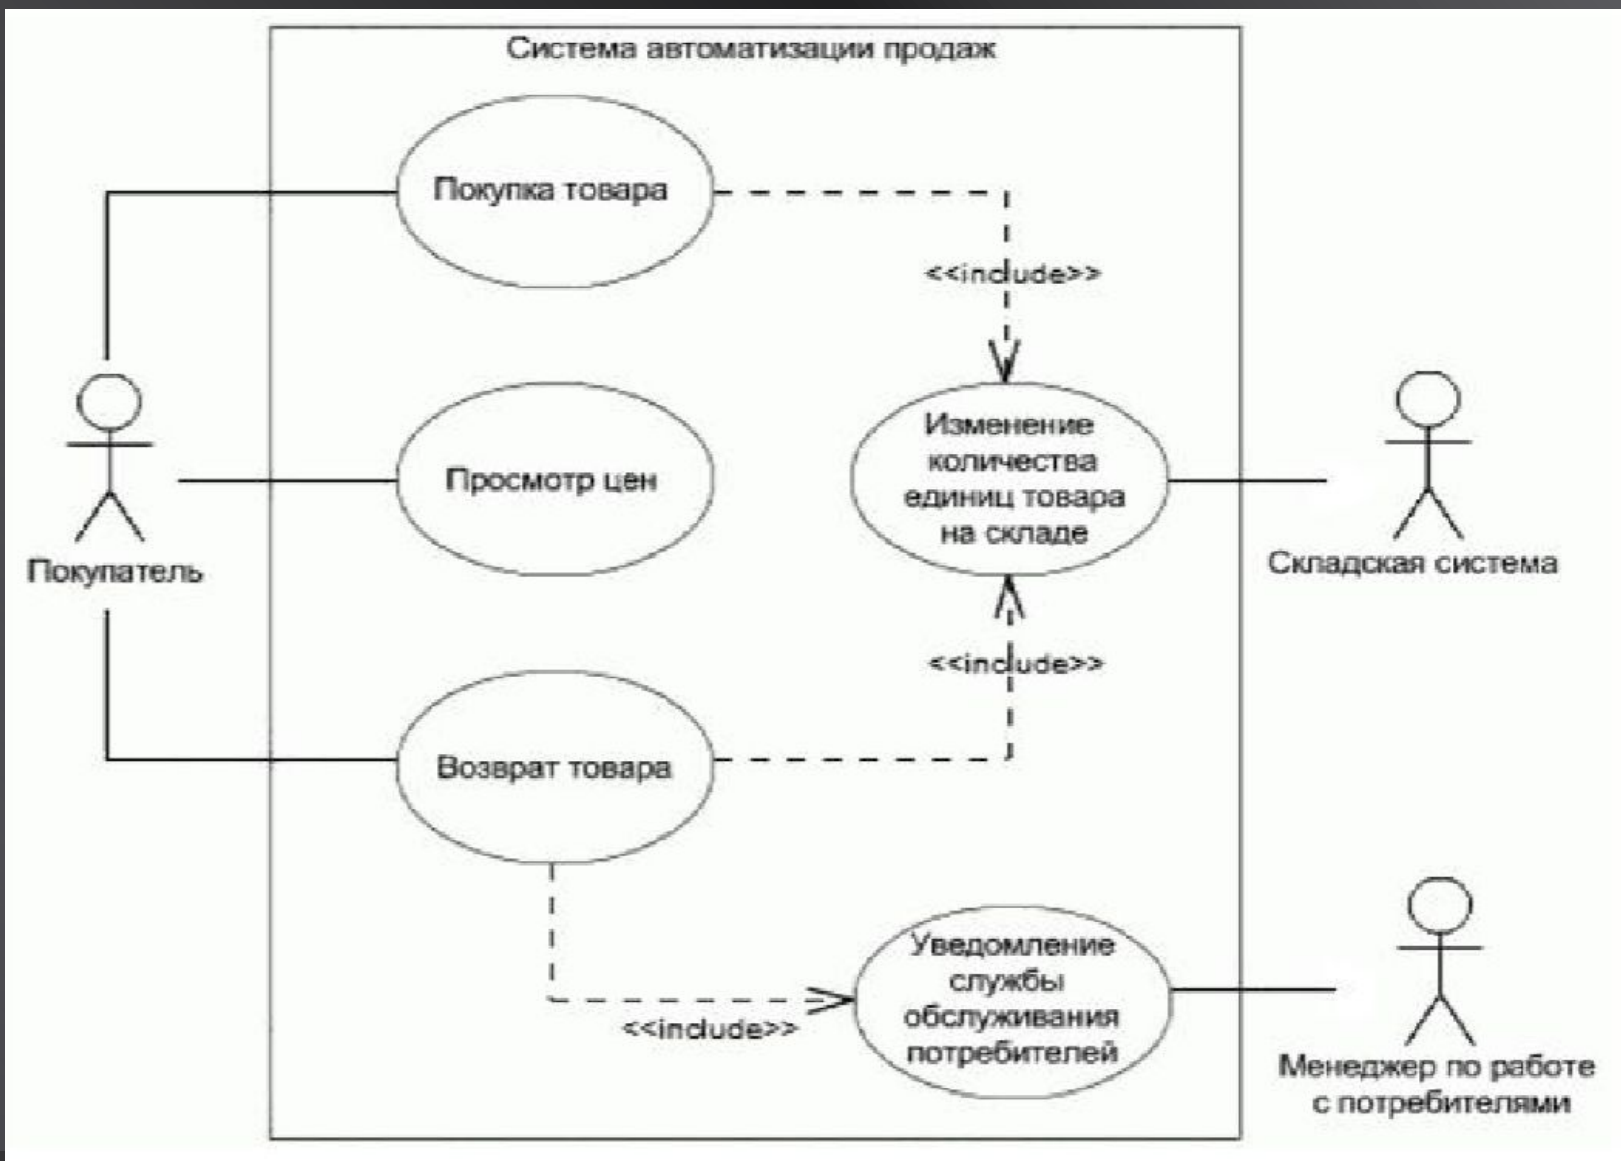 Система автоматизации продаж
Покупка товара
<<include>>
Изменение
количества
единиц товара
на складе
Просмотр цен
Покупатель
Складская система
<<include>>
Возврат товара
Уведомление
службы
обслуживания
потребителей
<<include>>
Менеджер по работе
с потребителями